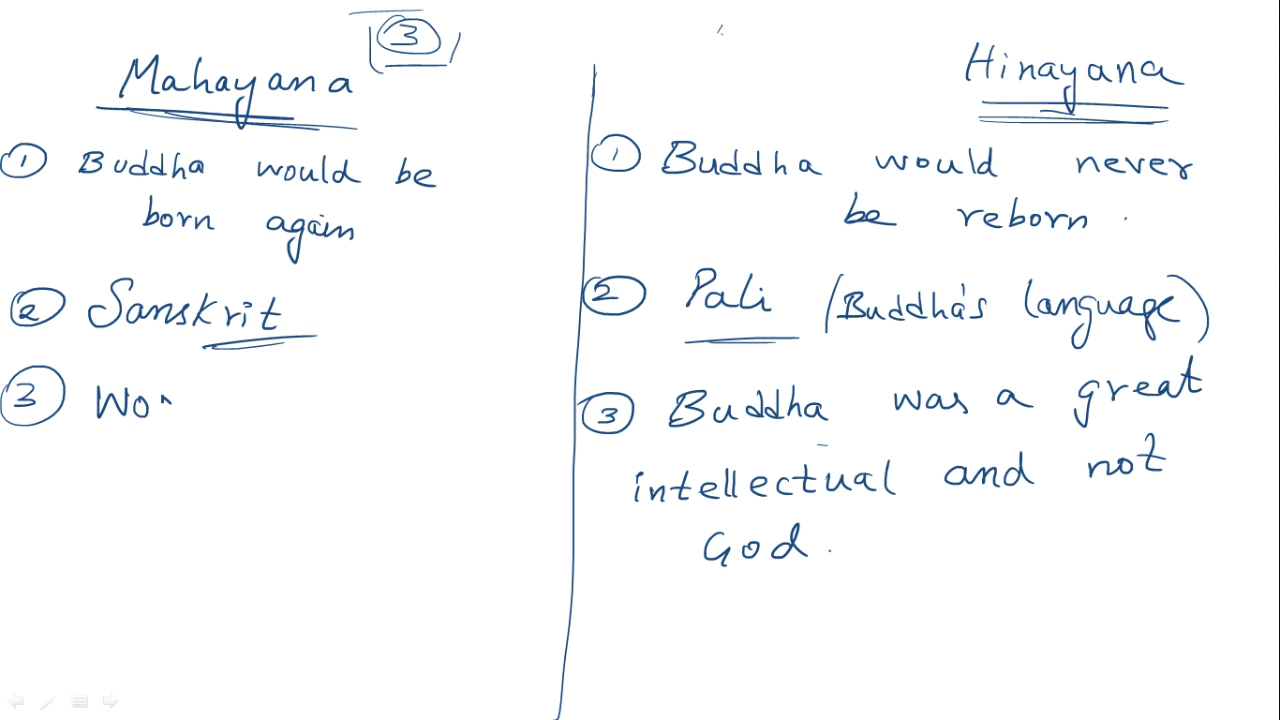 3
Mahayana
① Buddha would be
born again
② Sanskrit
③ Wo
Hinayana
① Buddha would never
be reborn.
② Pali (Buddha's language)
③ Buddha was a great
intellectual and not
God.